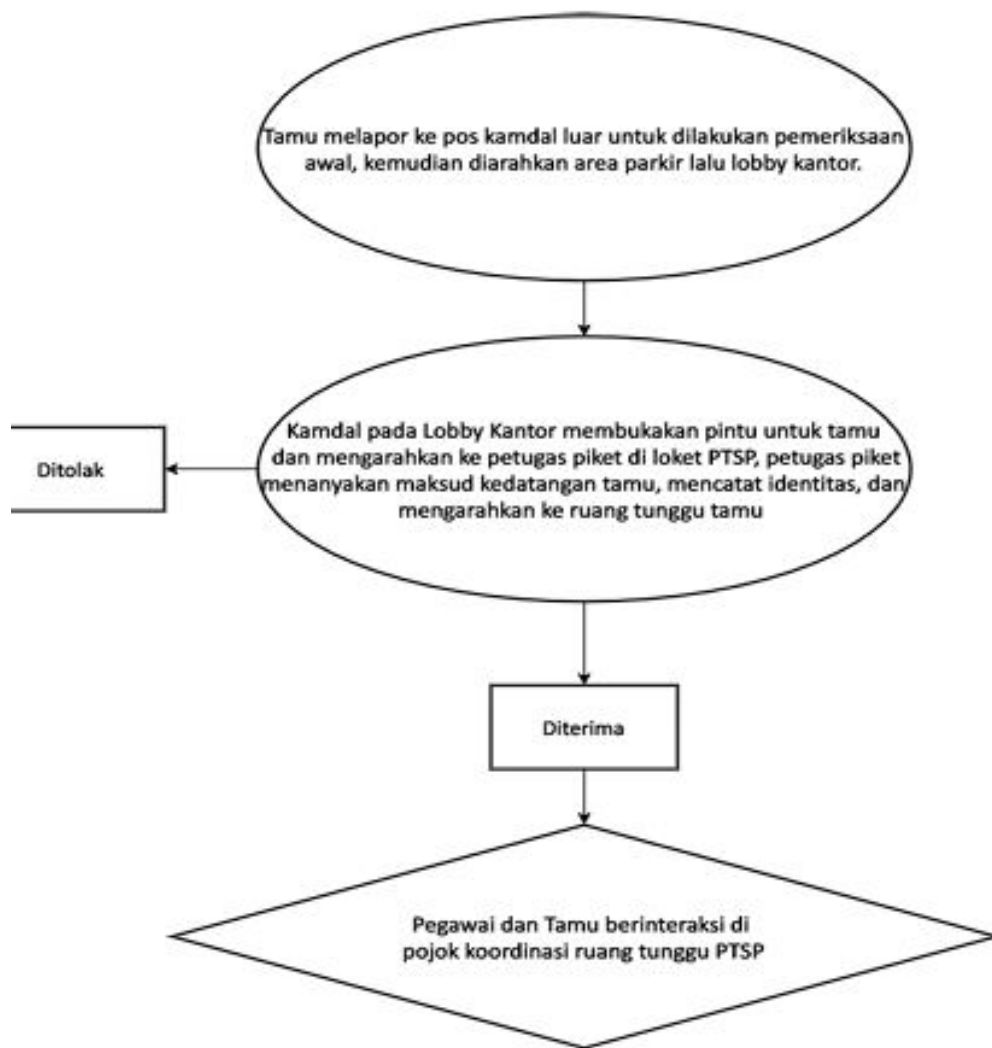 Tamu melapor ke pos kamdal luar untuk dilakukan pemeriksaan
awal, kemudian diarahkan area parkir lalu lobby kantor.
Kamdal pada Lobby Kantor membukakan pintu untuk tamu
dan mengarahkan ke petugas piket di loket PTSP, petugas piket
menanyakan maksud kedatangan tamu, mencatat identitas, dan
mengarahkan ke ruang tunggu tamu
Ditolak
Diterima
Pegawai dan Tamu berinteraksi di
pojok koordinasi ruang tunggu PTSP